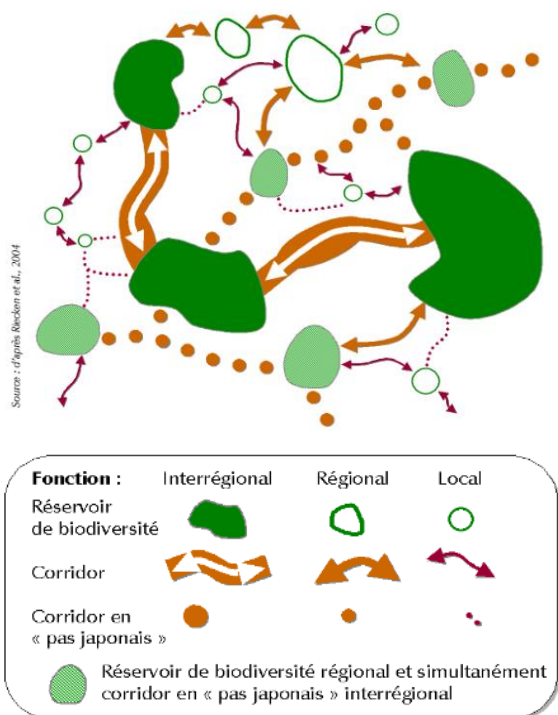 Source : d'après Riecken et al., 2004
Fonction : Interrégional Régional Local
Réservoir
de biodiversité
Corridor
Corridor en
« pas japonais »
Réservoir de biodiversité régional et simultanément
corridor en « pas japonais » interrégional